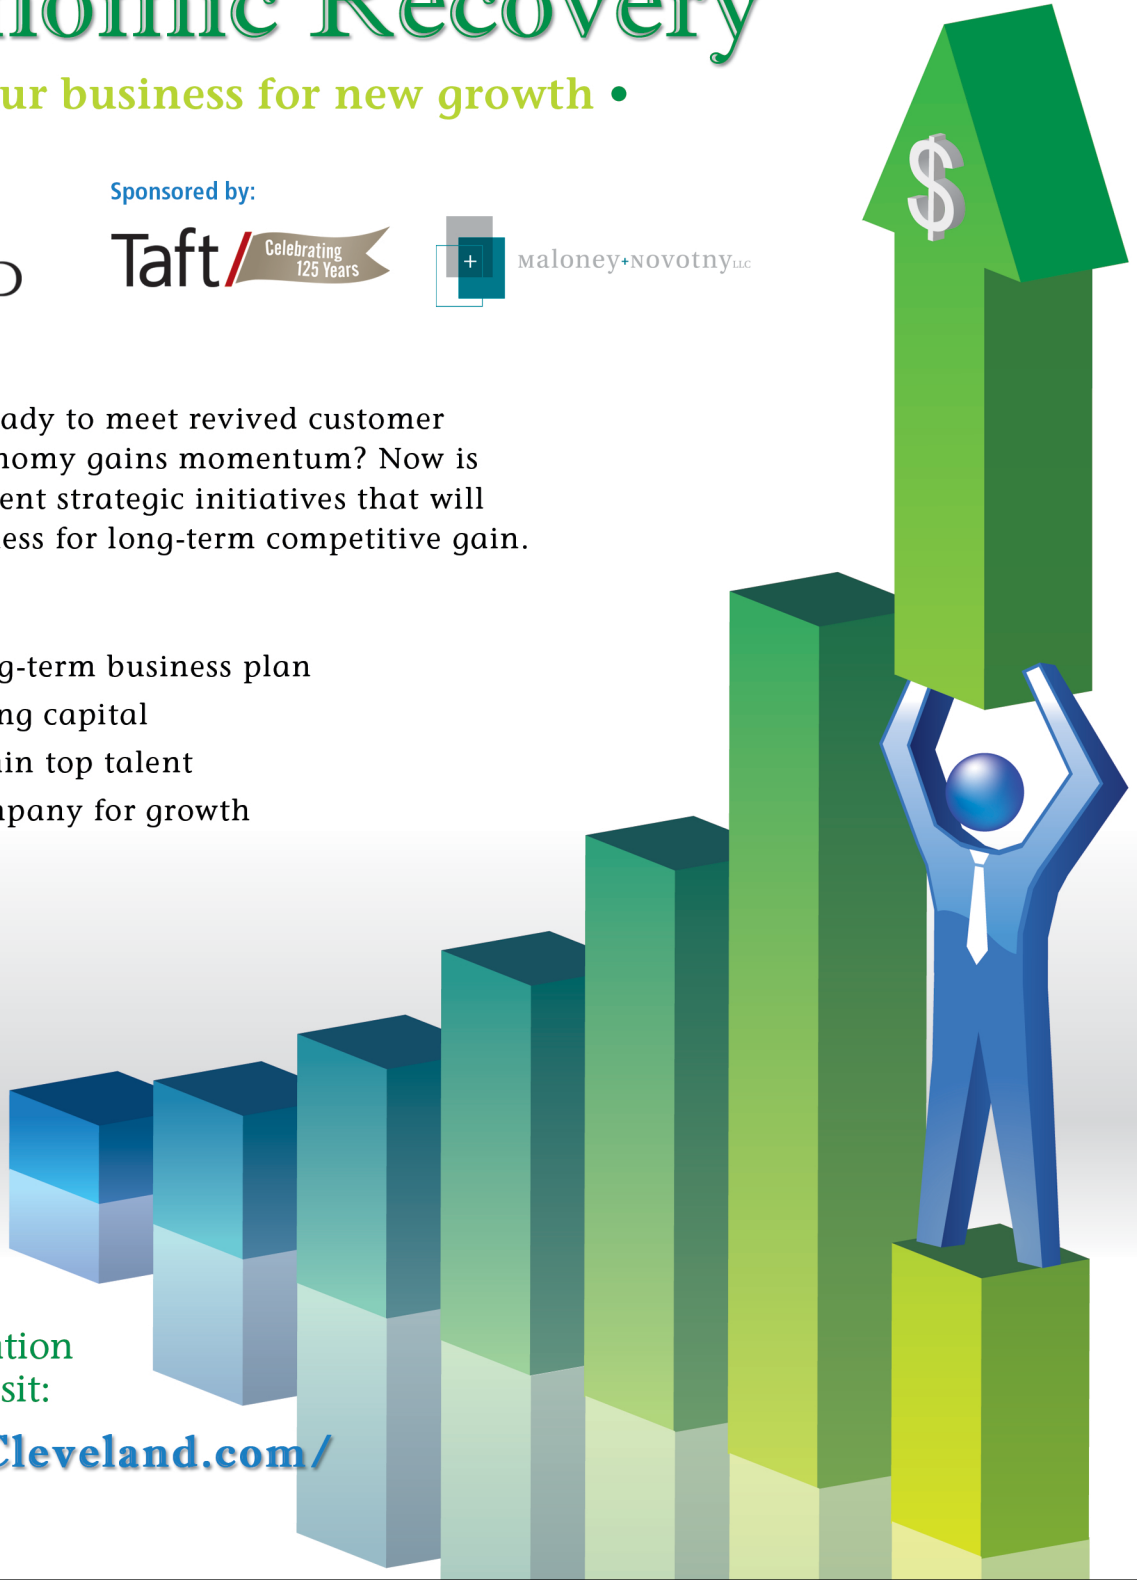 nomic Recovery
ur business for new growth •
Sponsored by:
Taft/
Celebrating
125 Years
+
Maloney+Novotny LLC
$
ady to meet revived customer
nomy gains momentum? Now is
ent strategic initiatives that will
ess for long-term competitive gain.
g-term business plan
ng capital
in top talent
mpany for growth
tion
sit:
Cleveland.com/